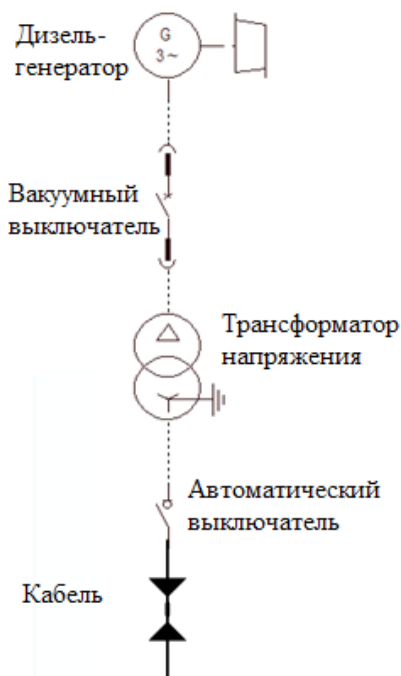 Дизель-
генератор
G
3~
Вакуумный
выключатель
Трансформатор
напряжения
Автоматический
выключатель
Кабель